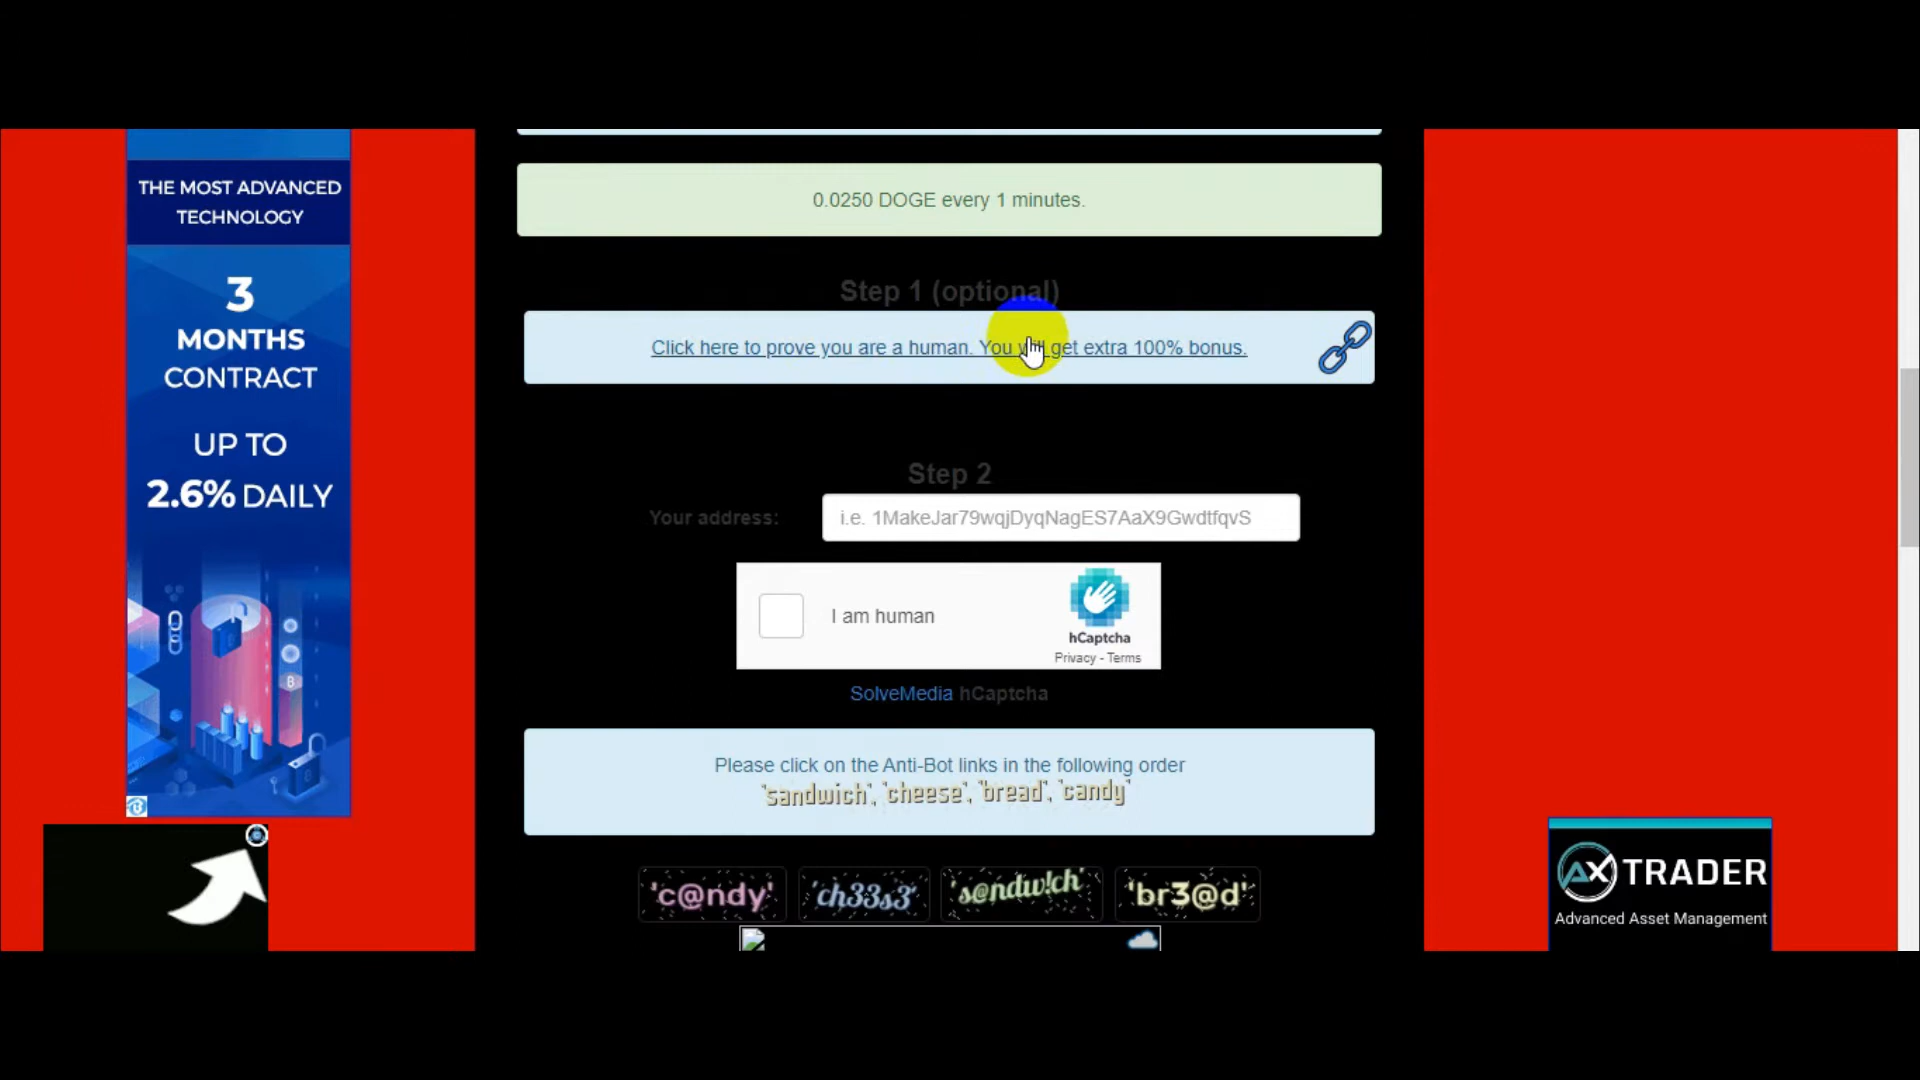 THE MOST ADVANCED
TECHNOLOGY
3
MONTHS
CONTRACT
UP TO
2.6% DAILY
0.0250 DOGE every 1 minutes.
Step 1 (optional)
Click here to prove you are a human. You will get extra 100% bonus.
Step 2
Your address:
i.e. 1MakeJar79wqjDyqNagES7AaX9GwdtfqvS
I am human
hCaptcha
Privacy - Terms
SolveMedia hCaptcha
Please click on the Anti-Bot links in the following order
'sandwich', 'cheese', 'bread', 'candy'
'c@ndy' 'ch33s3' 's@ndw!ch' 'br3@d'
AX TRADER
Advanced Asset Management